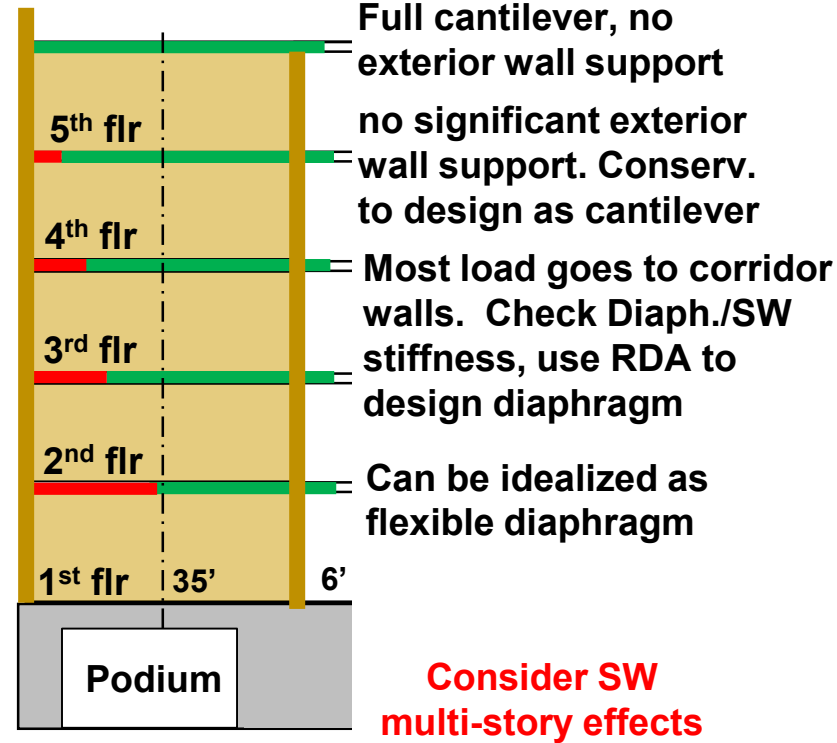 Full cantilever, no
exterior wall support
5th flr
no significant exterior
wall support. Conserv.
to design as cantilever
4th flr
Most load goes to corridor
walls. Check Diaph./SW
stiffness, use RDA to
design diaphragm
3rd flr
2nd flr
Can be idealized as
flexible diaphragm
1st flr 35’ 6’
Podium
Consider SW
multi-story effects